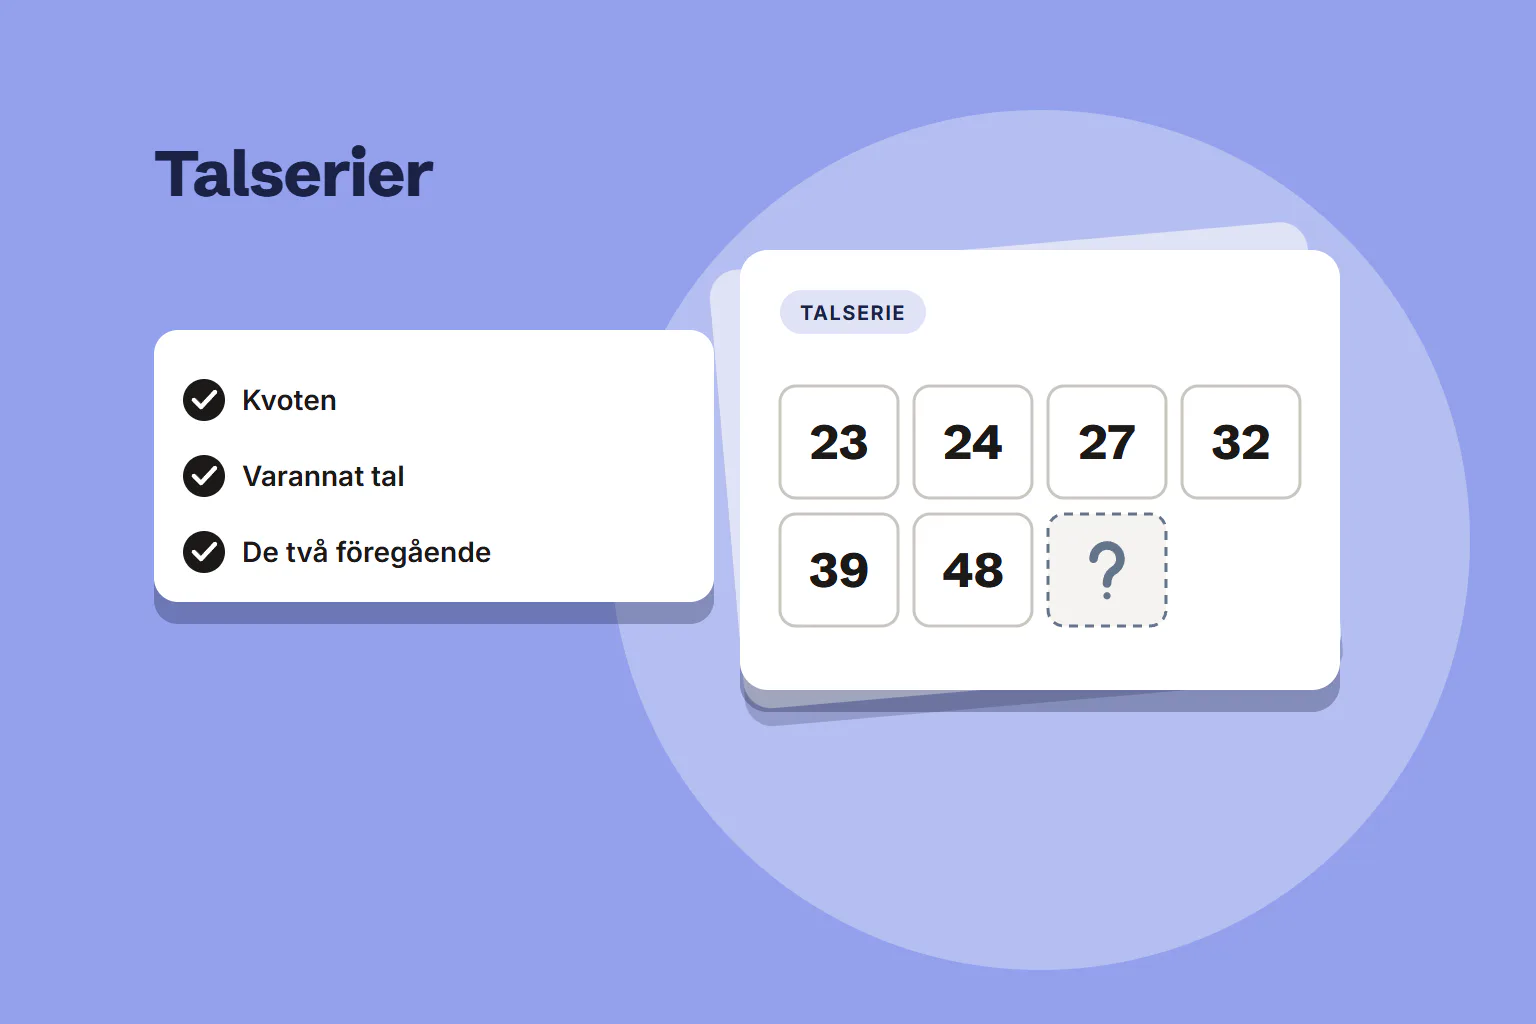 Talserier
Kvoten
Varannat tal
De två föregående
TALSERIE
23 24 27 32
39 48 ?